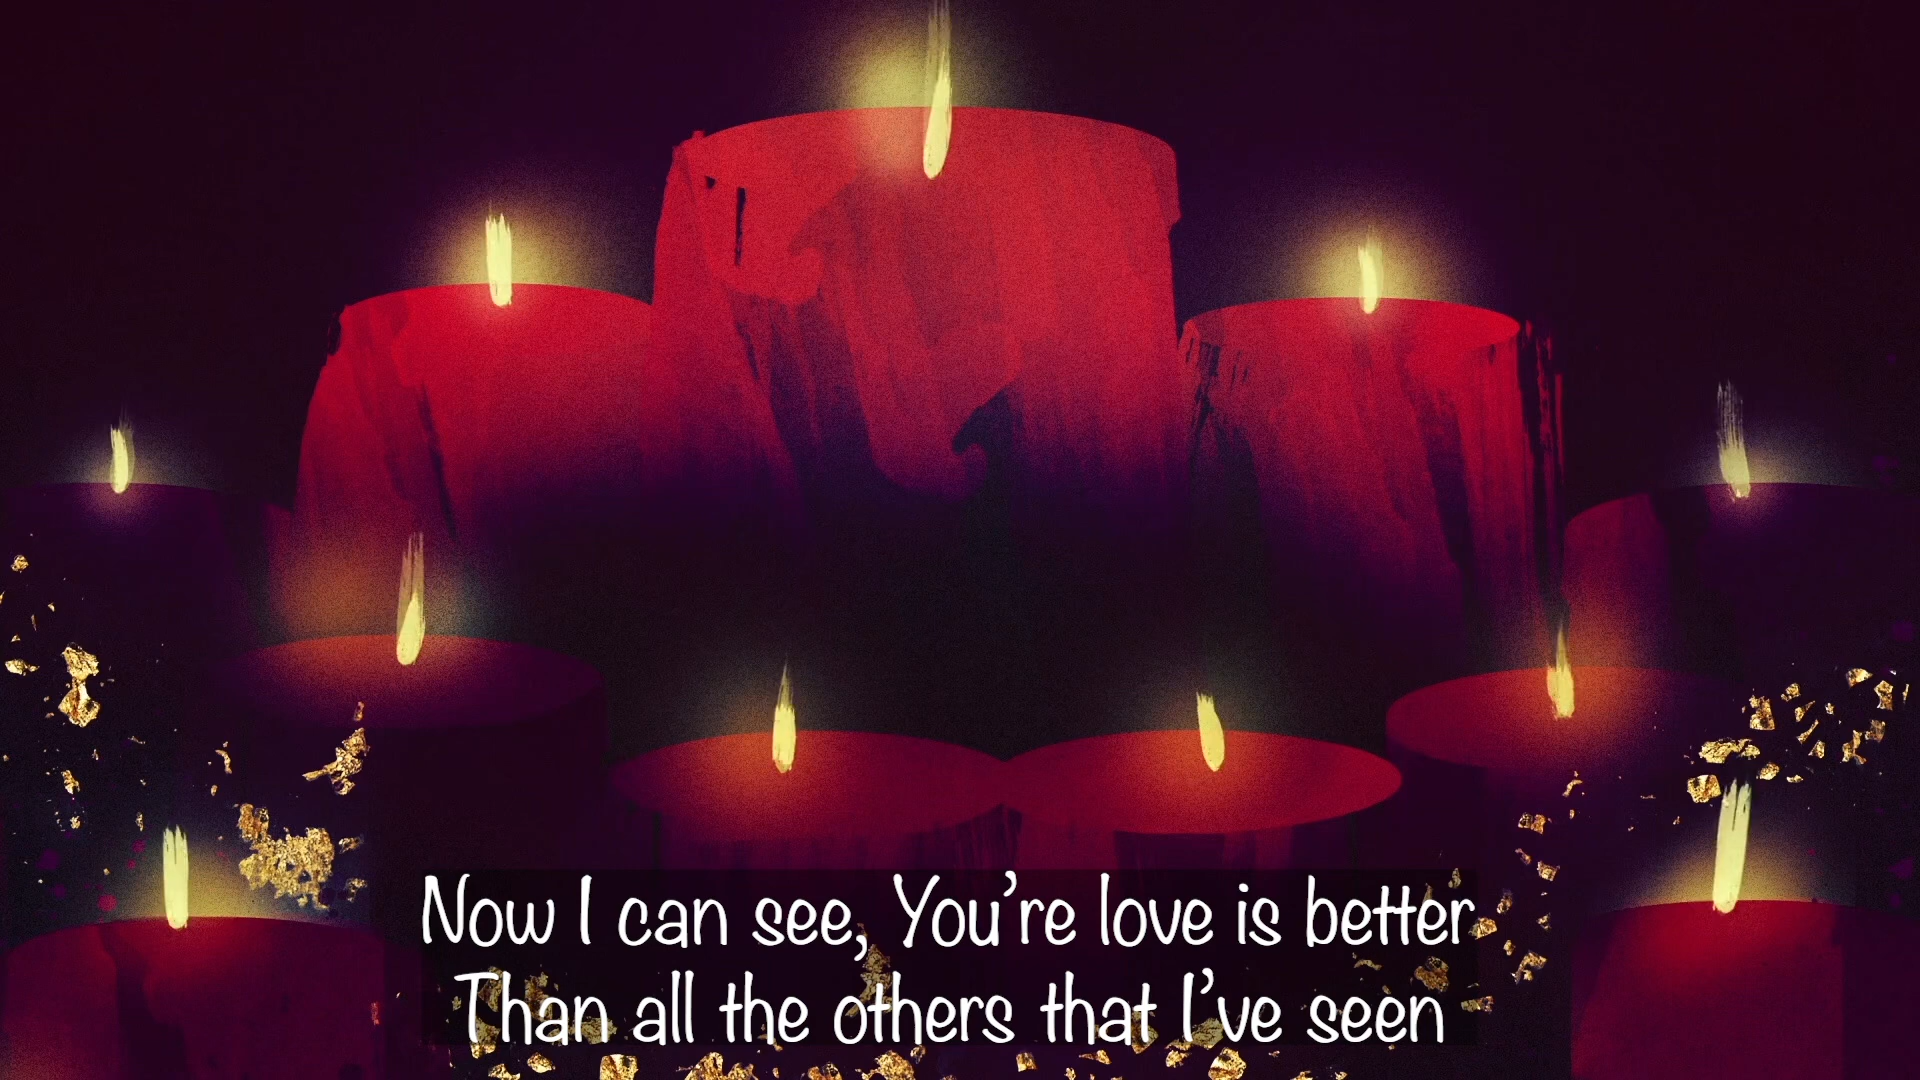 Now I can see, You’re love is better
Than all the others that I’ve seen